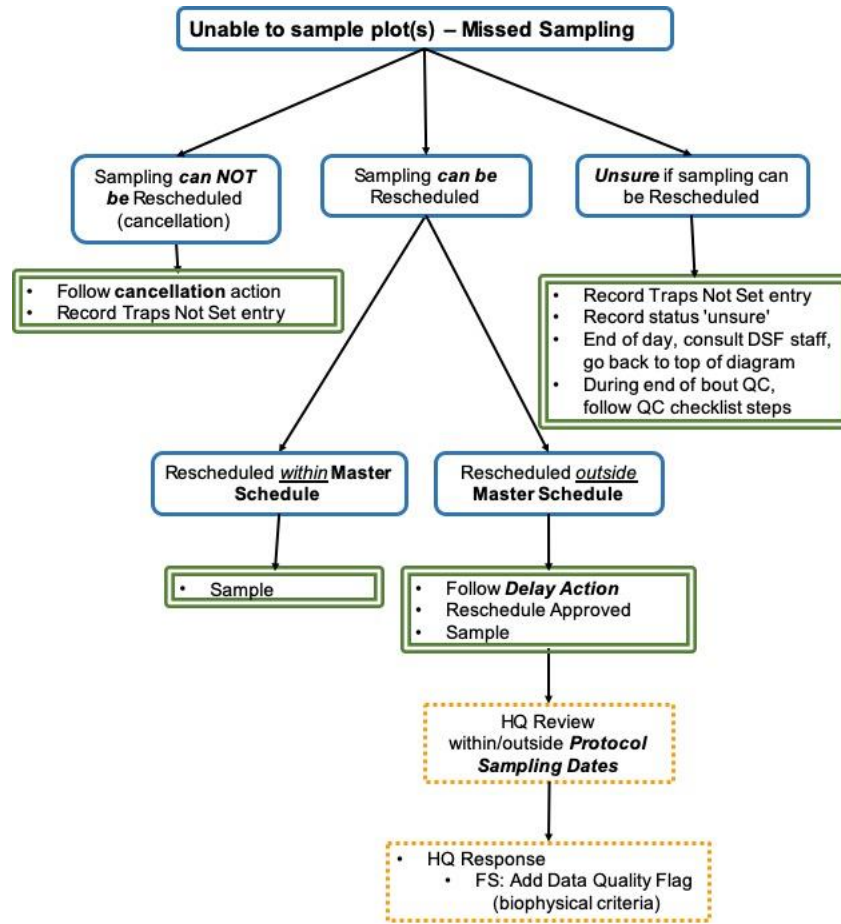 Unable to sample plot(s) – Missed Sampling
Sampling can NOT
be Rescheduled
(cancellation)
Sampling can be
Rescheduled
Unsure if sampling can
be Rescheduled
• Follow cancellation action
• Record Traps Not Set entry
• Record Traps Not Set entry
• Record status 'unsure'
• End of day, consult DSF staff,
go back to top of diagram
• During end of bout QC,
follow QC checklist steps
Rescheduled within Master
Schedule
Rescheduled outside
Master Schedule
• Sample
• Follow Delay Action
• Reschedule Approved
• Sample
HQ Review
within/outside Protocol
Sampling Dates
• HQ Response
• FS: Add Data Quality Flag
(biophysical criteria)